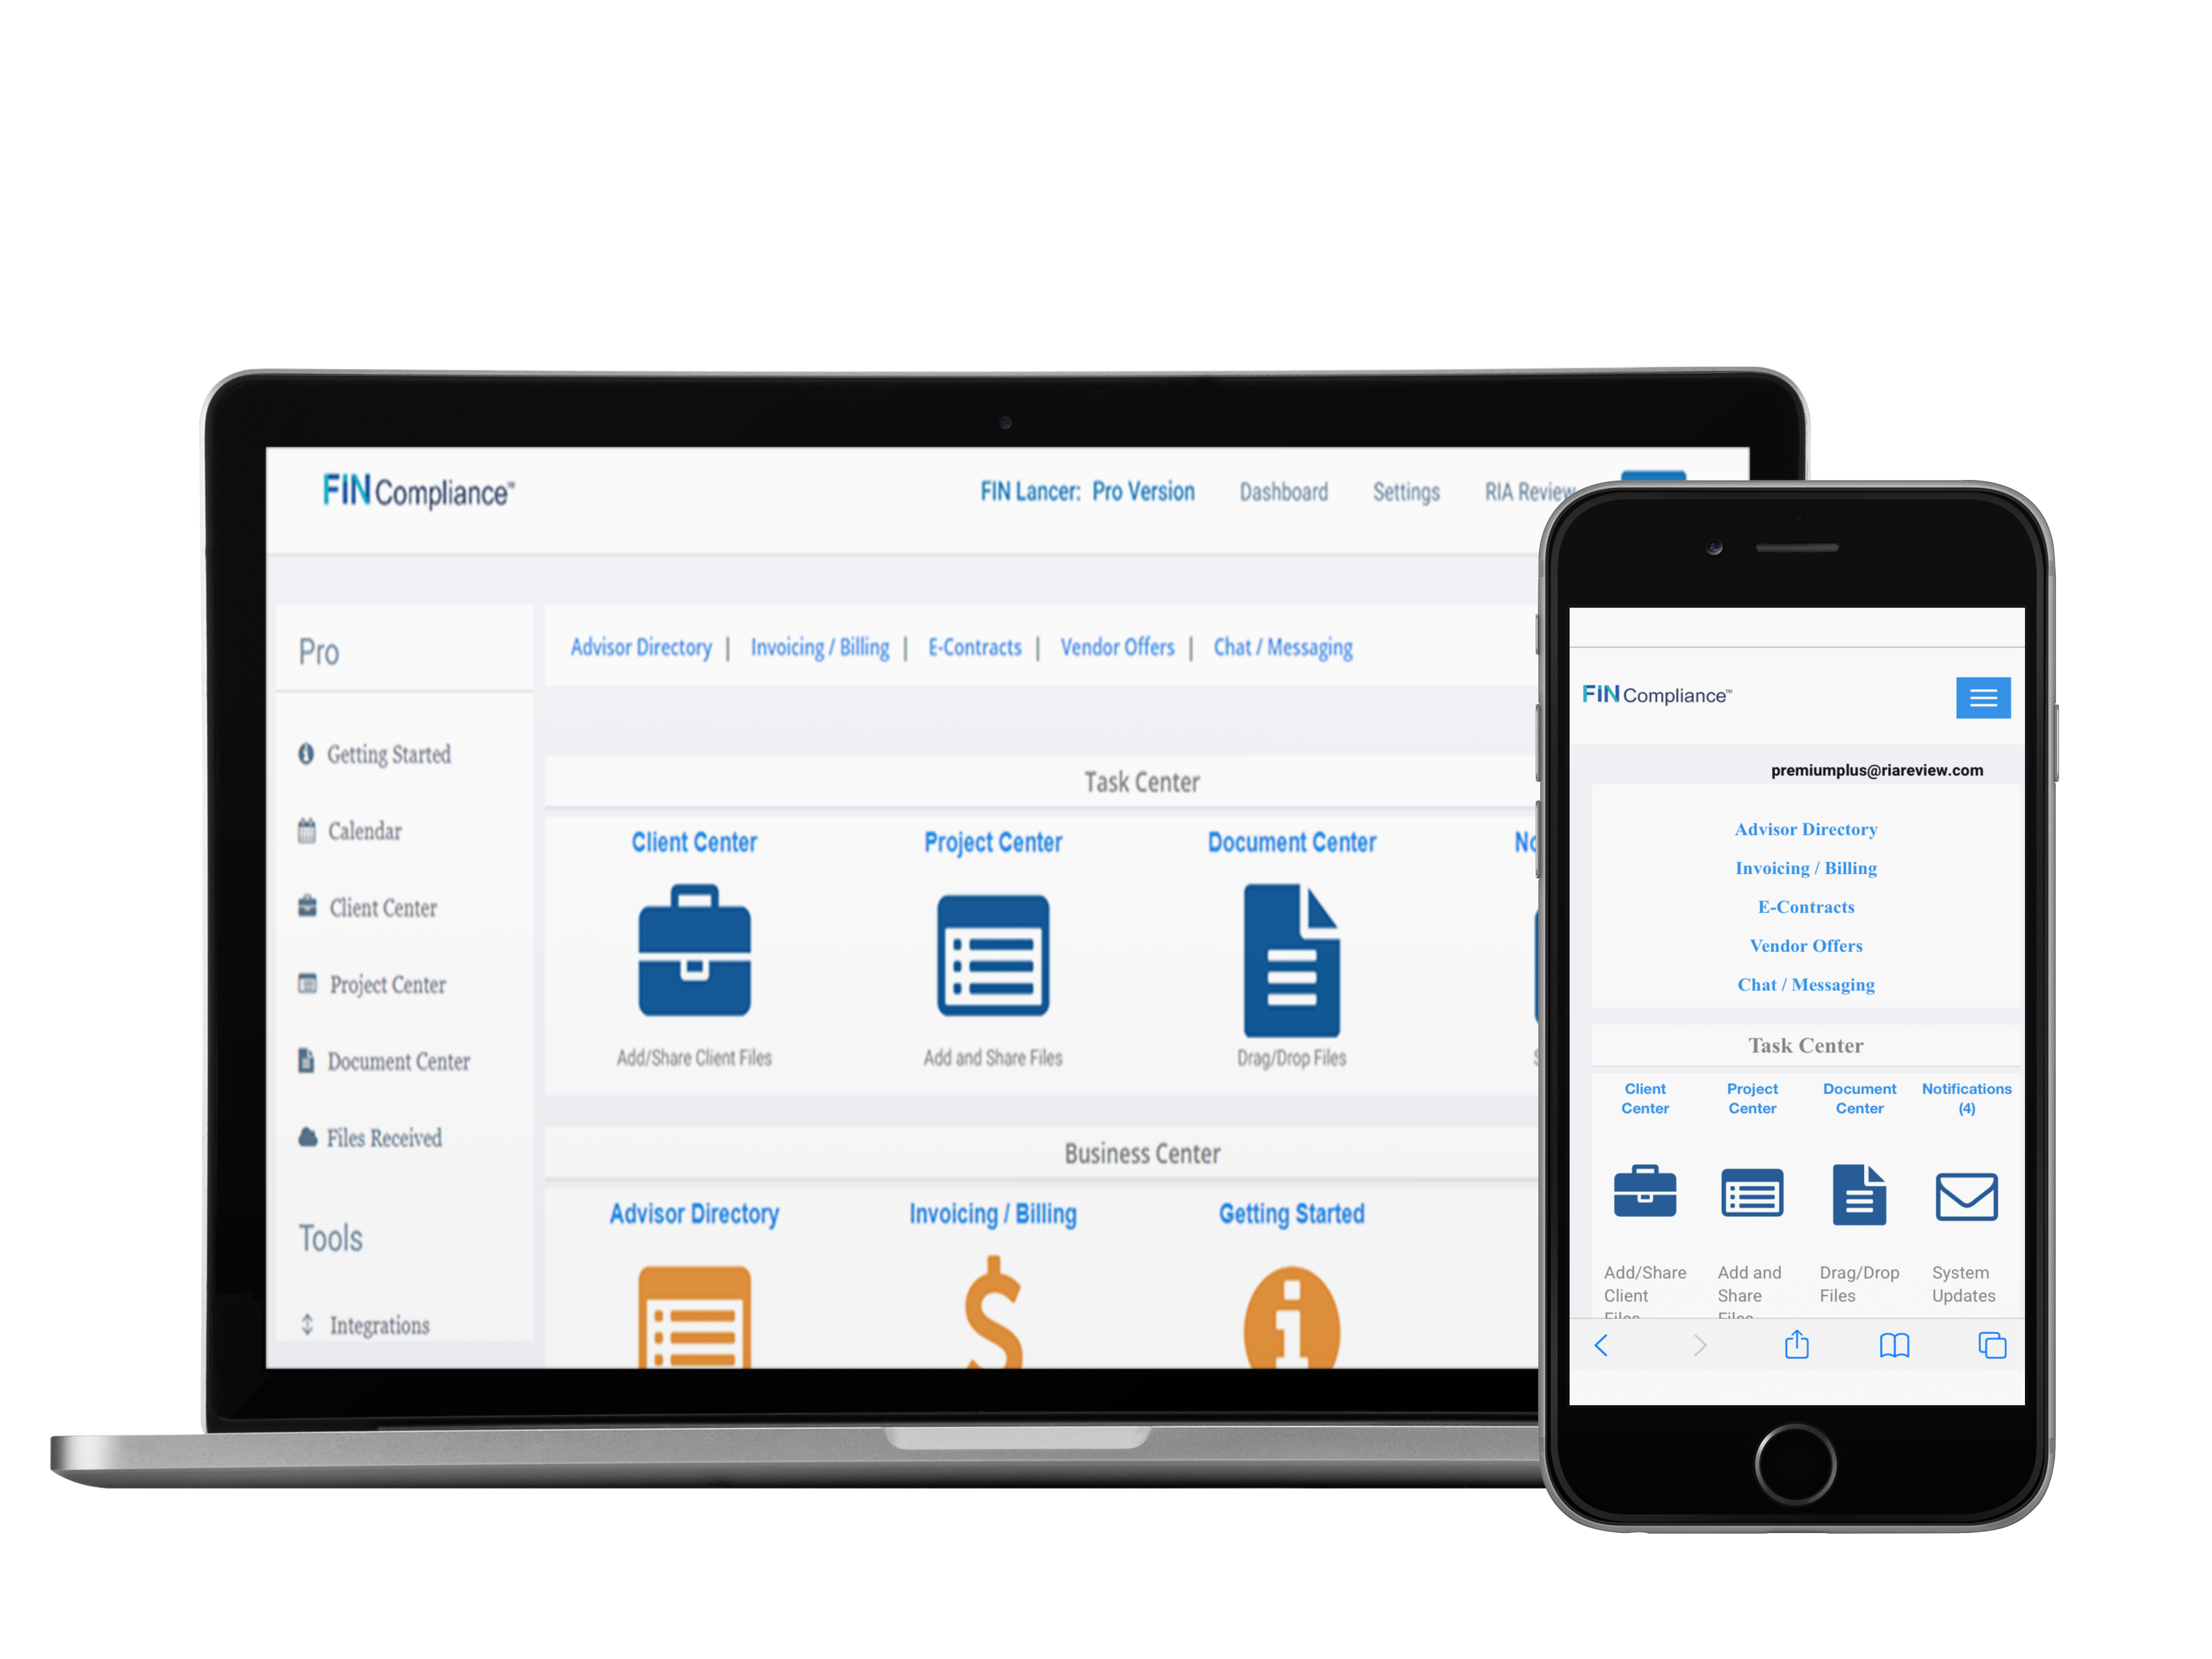 FIN Compliance™
FIN Lancer: Pro Version Dashboard Settings RIA Review
Pro
Getting Started
Calendar
Client Center
Project Center
Document Center
Files Received
Tools
Integrations
Advisor Directory | Invoicing / Billing | E-Contracts | Vendor Offers | Chat / Messaging
Task Center
Client Center Project Center Document Center
Add/Share Client Files Add and Share Files Drag/Drop Files
Business Center
Advisor Directory Invoicing / Billing Getting Started
FIN Compliance™
premiumplus@riareview.com
Advisor Directory
Invoicing / Billing
E-Contracts
Vendor Offers
Chat / Messaging
Task Center
Client Project Document Notifications
Center Center Center (4)
Add/Share Add and Drag/Drop System
Client Share Files Updates
Files Files